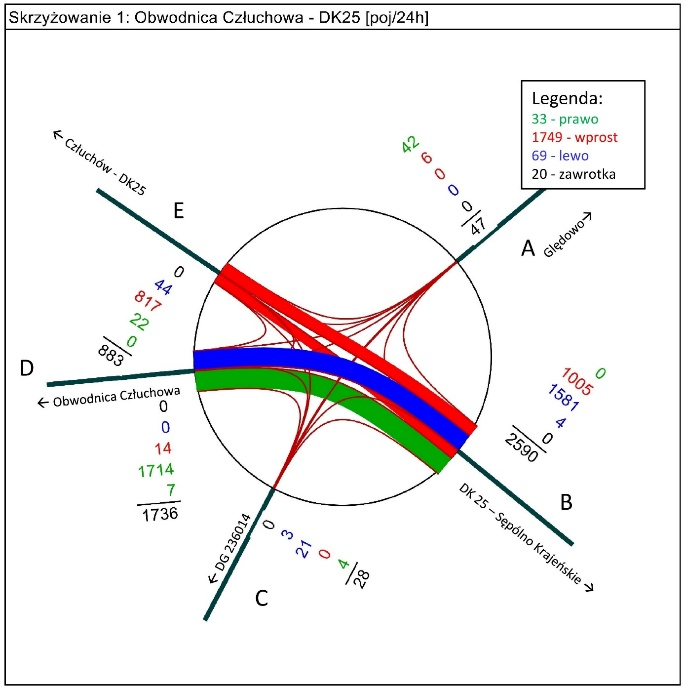 Skrzyżowanie 1: Obwodnica Człuchowa - DK25 [poj/24h]
Legenda:
33 - prawo
1749 - wprost
69 - lewo
20 - zawrotka
← Człuchów - DK25
E
42
6
0
0
0
47
A
Ględowo →
0
44
817
22
0
883
D
← Obwodnica Człuchowa
0
0
14
1714
7
1736
0
1005
1581
4
0
2590
B
DK 25 – Sępólno Krajeńskie →
← DG 236014
C
0
3
21
0
4
28